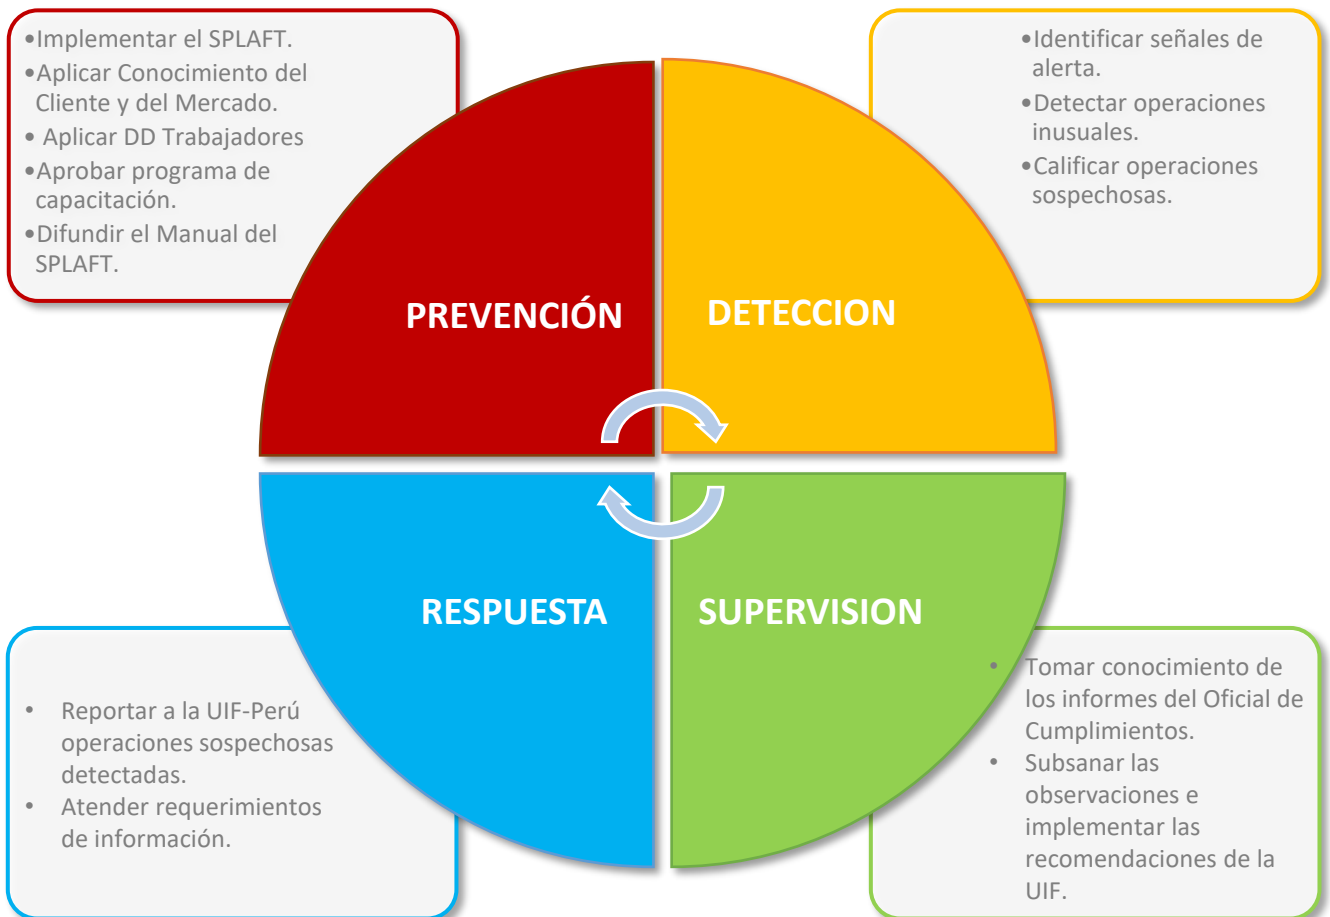 •Implementar el SPLAFT.
•Aplicar Conocimiento del
Cliente y del Mercado.
• Aplicar DD Trabajadores
•Aprobar programa de
capacitación.
•Difundir el Manual del
SPLAFT.
•Identificar señales de
alerta.
•Detectar operaciones
inusuales.
•Calificar operaciones
sospechosas.
PREVENCIÓN
DETECCION
RESPUESTA
SUPERVISION
• Reportar a la UIF-Perú
operaciones sospechosas
detectadas.
• Atender requerimientos
de información.
• Tomar conocimiento de
los informes del Oficial de
Cumplimientos.
• Subsanar las
observaciones e
implementar las
recomendaciones de la
UIF.